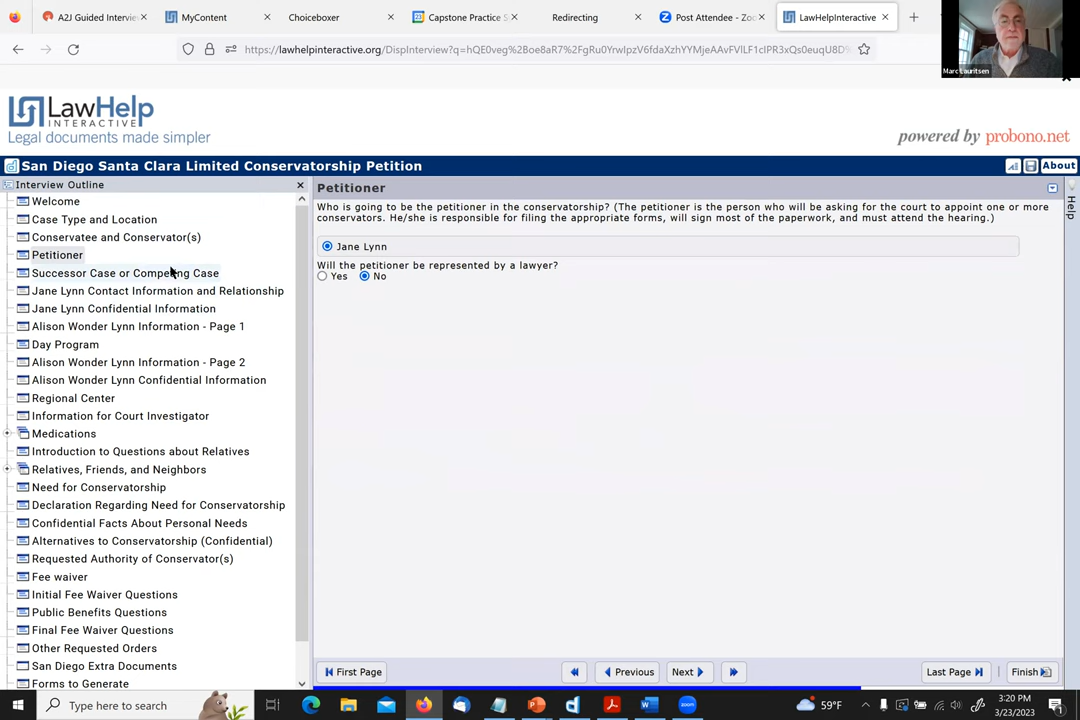 A2J Guided Interview
MyContent
Choiceboxer
Capstone Practice S
Redirecting
Post Attendee - Zoo
LawHelpInteractive
https://lawhelpinteractive.org/DispInterview?q=
Marc Lauritsen
LawHelp
INTERACTIVE
Legal documents made simpler
powered by probono.net
San Diego Santa Clara Limited Conservatorship Petition
About
Interview Outline
Welcome
Case Type and Location
Conservatee and Conservator(s)
Petitioner
Successor Case or Competing Case
Jane Lynn Contact Information and Relationship
Jane Lynn Confidential Information
Alison Wonder Lynn Information - Page 1
Day Program
Alison Wonder Lynn Information - Page 2
Alison Wonder Lynn Confidential Information
Regional Center
Information for Court Investigator
Medications
Introduction to Questions about Relatives
Relatives, Friends, and Neighbors
Need for Conservatorship
Declaration Regarding Need for Conservatorship
Confidential Facts About Personal Needs
Alternatives to Conservatorship (Confidential)
Requested Authority of Conservator(s)
Fee waiver
Initial Fee Waiver Questions
Public Benefits Questions
Final Fee Waiver Questions
Other Requested Orders
San Diego Extra Documents
Forms to Generate
Petitioner
Who is going to be the petitioner in the conservatorship? (The petitioner is the person who will be asking for the court to appoint one or more
conservators. He/she is responsible for filing the appropriate forms, will sign most of the paperwork, and must attend the hearing.)
Jane Lynn
Will the petitioner be represented by a lawyer?
Yes No
Help
First Page
Previous
Next
Last Page
Finish
Type here to search
59°F
3:20 PM
3/23/2023